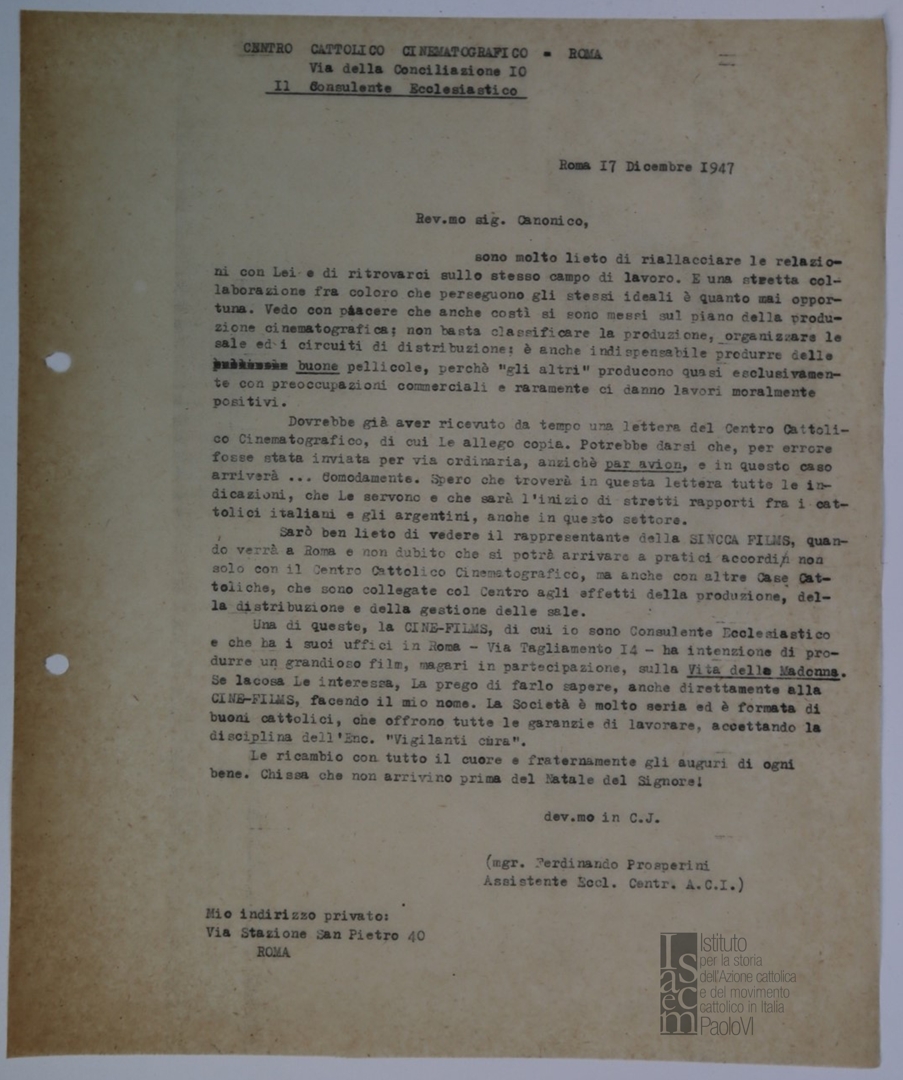 CENTRO CATTOLICO CINEMATOGRAFICO - ROMA
Via della Conciliazione IO
Il Consulente Ecclesiastico
Roma I7 Dicembre I947
Rev.mo sig. Canonico,
sono molto lieto di riallacciare le relazio-
ni con Lei e di ritrovarci sullo stesso campo di lavoro. E una stretta col-
laborazione fra coloro che perseguono gli stessi ideali è quanto mai oppor-
tuna. Vedo con piacere che anche costì si sono messi sul piano della produ-
zione cinematografica; non basta classificare la produzione, organizzare le
sale ed i circuiti di distribuzione; è anche indispensabile produrre delle
buone pellicole, perchè "gli altri" producono quasi esclusivamen-
te con preoccupazioni commerciali e raramente ci danno lavori moralmente
positivi.
Dovrebbe già aver ricevuto da tempo una lettera del Centro Cattoli-
co Cinematografico, di cui Le allego copia. Potrebbe darsi che, per errore
fosse stata inviata per via ordinaria, anzichè par avion, e in questo caso
arriverà ... Comodamente. Spero che troverà in questa lettera tutte le in-
dicazioni, che Le servono e che sarà l'inizio di stretti rapporti fra i cat-
tolici italiani e gli argentini, anche in questo settore.
Sarò ben lieto di vedere il rappresentante della SINCCA FILMS, quan-
do verrà a Roma e non dubito che si potrà arrivare a pratici accordi, non
solo con il Centro Cattolico Cinematografico, ma anche con altre Case Cat-
toliche, che sono collegate col Centro agli effetti della produzione, del-
la distribuzione e della gestione delle sale.
Una di queste, la CINE-FILMS, di cui io sono Consulente Ecclesiastico
e che ha i suoi uffici in Roma - Via Tagliamento I4 - ha intenzione di pro-
durre un grandioso film, magari in partecipazione, sulla Vita della Madonna.
Se lacosa Le interessa, La prego di farlo sapere, anche direttamente alla
CINE-FILMS, facendo il mio nome. La Società è molto seria ed è formata di
buoni cattolici, che offrono tutte le garanzie di lavorare, accettando la
disciplina dell'Enc. "Vigilanti cura".
Le ricambio con tutto il cuore e fraternamente gli auguri di ogni
bene. Chissa che non arrivino prima del Natale del Signore!
dev.mo in C.J.
(mgr. Ferdinando Prosperini
Assistente Eccl. Centr. A.C.I.)
Mio indirizzo privato:
Via Stazione San Pietro 40
ROMA
Isacem
Istituto
per la storia
dell'Azione cattolica
e del movimento
cattolico in Italia
PaoloVI